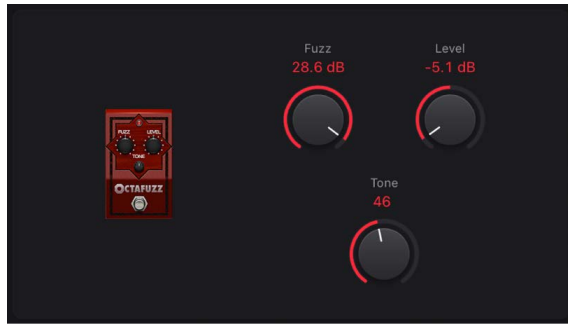 Fuzz
28.6 dB
Level
-5.1 dB
FUZZ
LEVEL
TONE
OCTAFUZZ
Tone
46